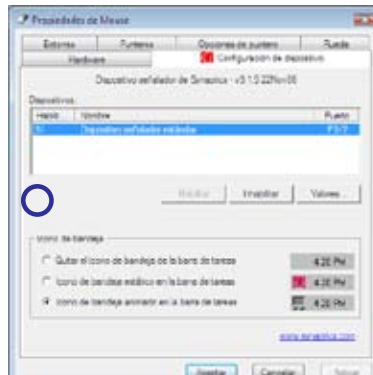 Propiedades de Mouse
Botones Punteros Opciones de puntero Rueda
Hardware Configuración de dispositivo
Dispositivo señalador de Synaptics - v9.1.5 22Nov06
Dispositivos:
Nombre Puerto
Dispositivo señalador estándar PS/2
Habilitar Inhabilitar Valores...
Icono de bandeja
Quitar el icono de bandeja de la barra de tareas 4:20 PM
Icono de bandeja estático en la barra de tareas 4:20 PM
Icono de bandeja animado en la barra de tareas 4:20 PM
www.synaptics.com
Aceptar Cancelar Aplicar